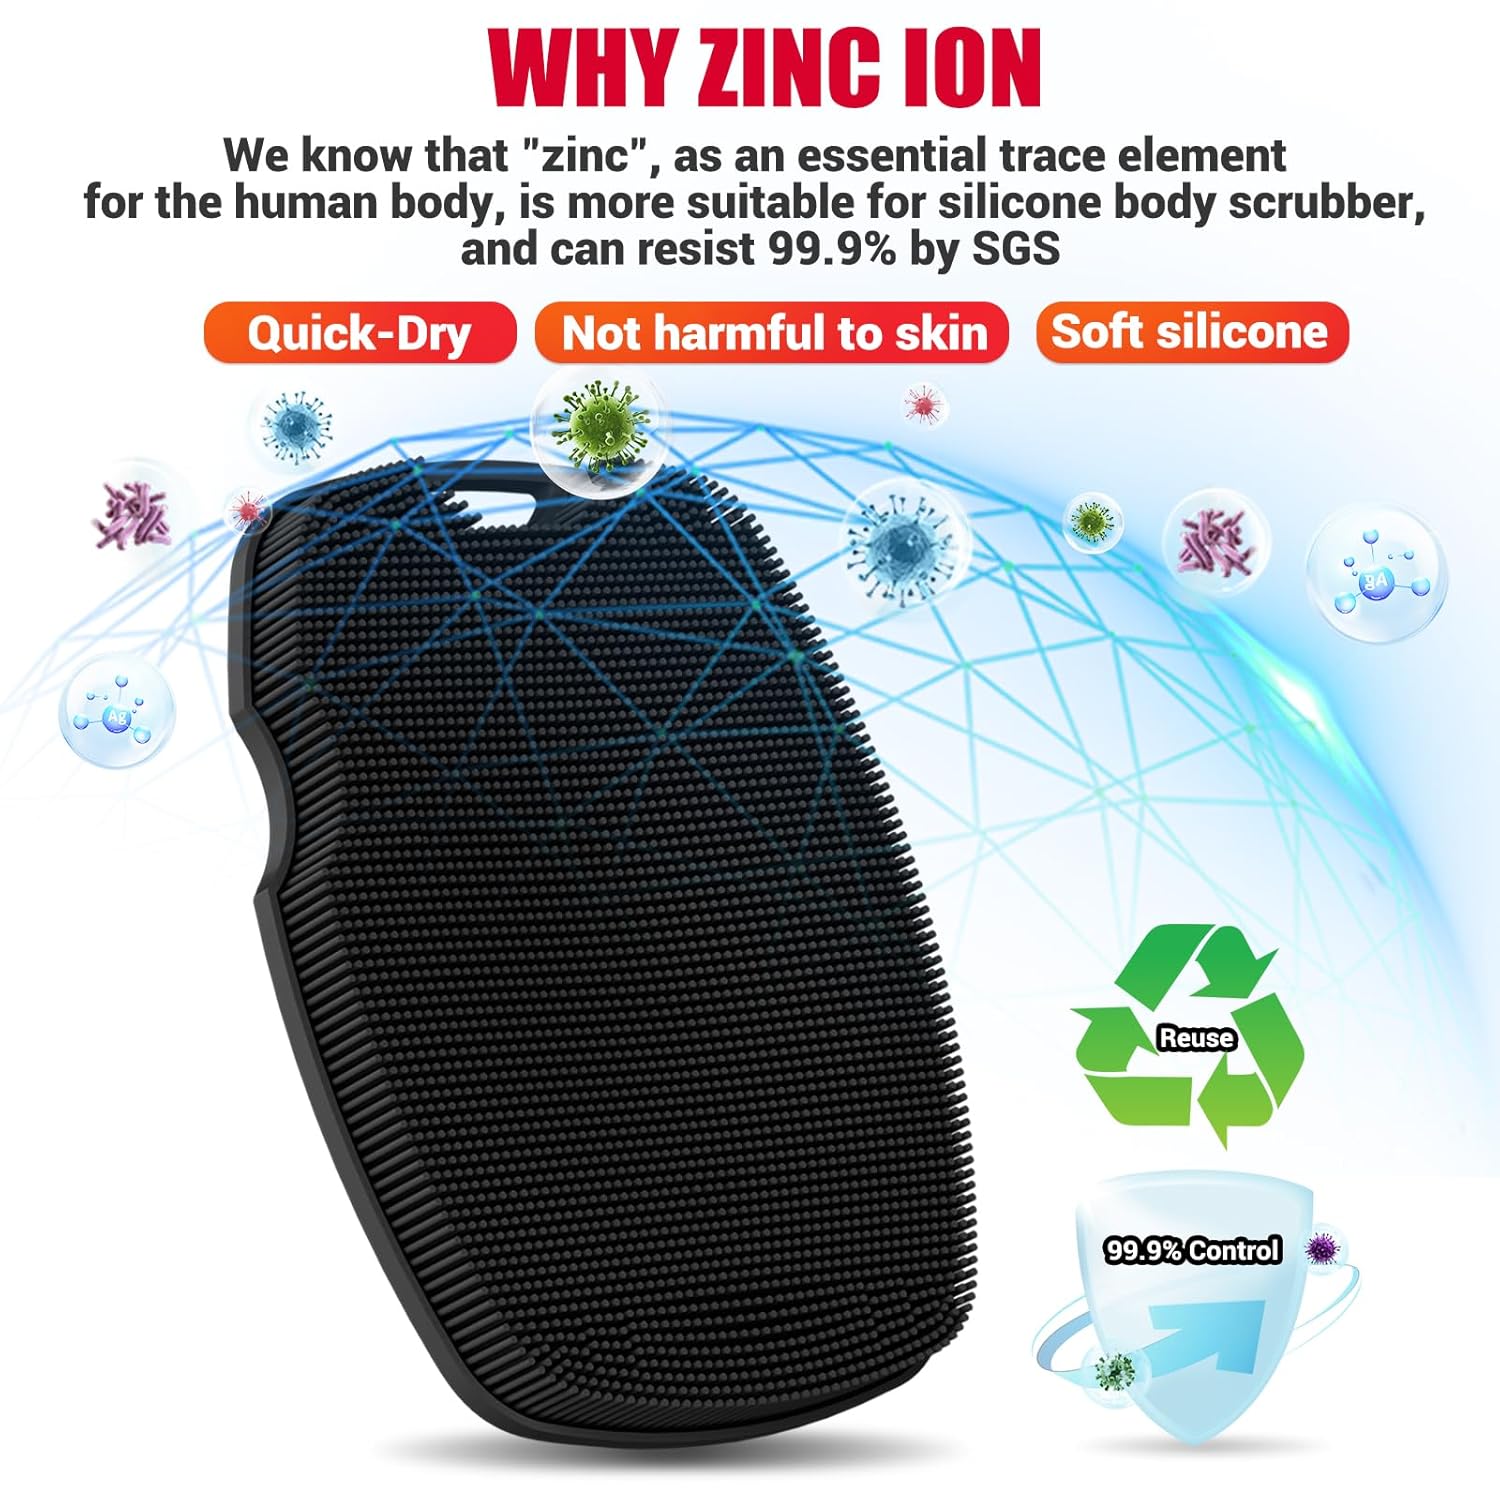 WHY ZINC ION
We know that "zinc", as an essential trace element
for the human body, is more suitable for silicone body scrubber,
and can resist 99.9% by SGS
Quick-Dry
Not harmful to skin
Soft silicone
Ag
Ag
Reuse
99.9% Control